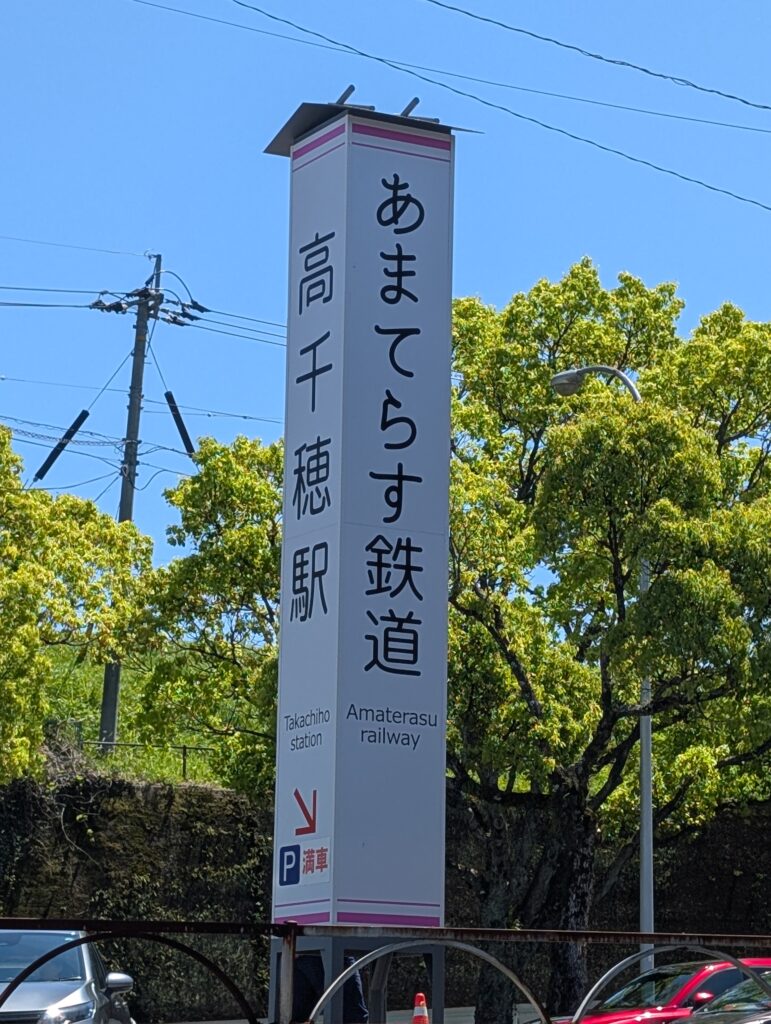 高千穂駅
Takachiho
station
P 満車
あまてらす鉄道
Amaterasu
railway